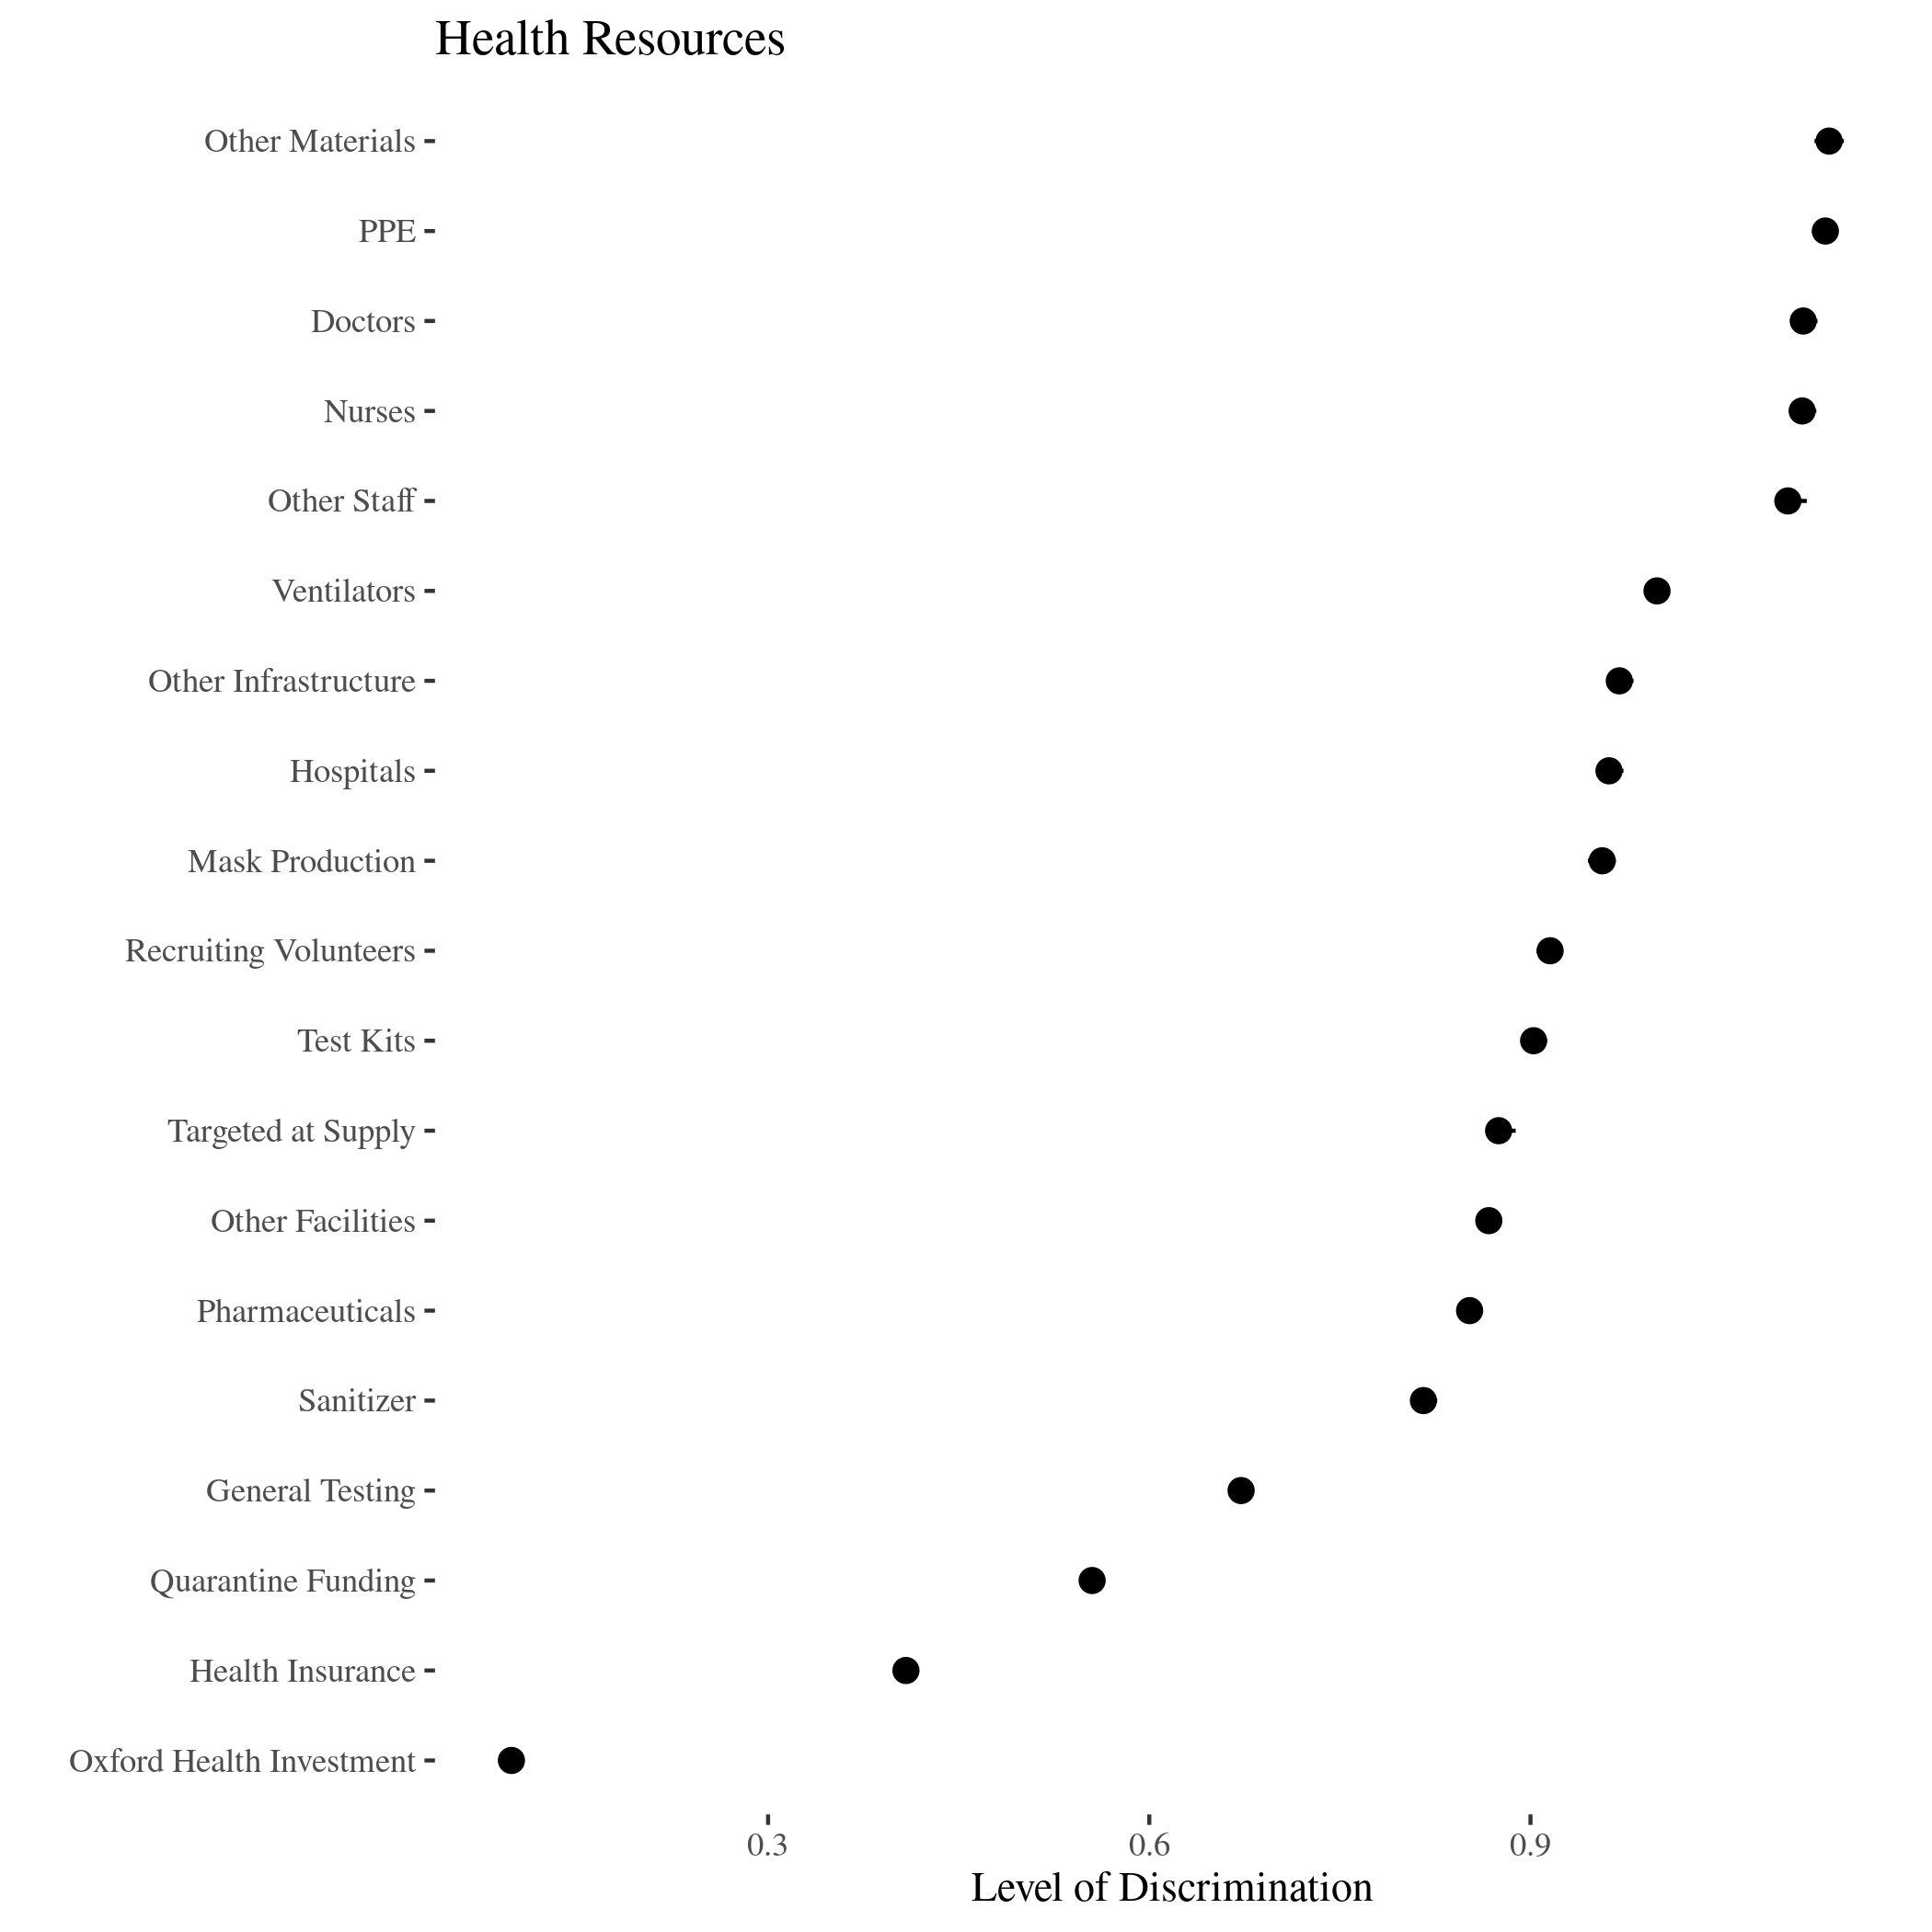 Health Resources
Other Materials
PPE
Doctors
Nurses
Other Staff
Ventilators
Other Infrastructure
Hospitals
Mask Production
Recruiting Volunteers
Test Kits
Targeted at Supply
Other Facilities
Pharmaceuticals
Sanitizer
General Testing
Quarantine Funding
Health Insurance
Oxford Health Investment
0.3 0.6 0.9
Level of Discrimination